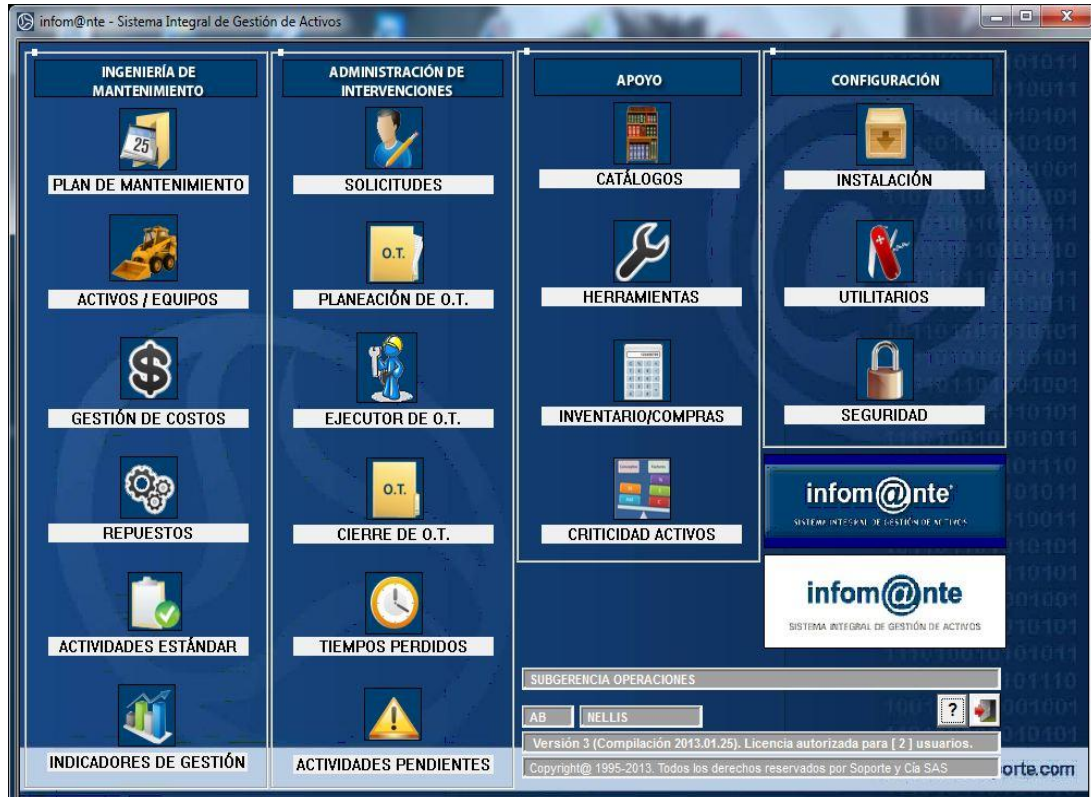 infom@nte - Sistema Integral de Gestión de Activos
INGENIERÍA DE
MANTENIMIENTO
25
PLAN DE MANTENIMIENTO
ACTIVOS / EQUIPOS
$
GESTIÓN DE COSTOS
REPUESTOS
ACTIVIDADES ESTÁNDAR
INDICADORES DE GESTIÓN
ADMINISTRACIÓN DE
INTERVENCIONES
SOLICITUDES
O.T.
PLANEACIÓN DE O.T.
EJECUTOR DE O.T.
O.T.
CIERRE DE O.T.
TIEMPOS PERDIDOS
ACTIVIDADES PENDIENTES
APOYO
CATÁLOGOS
HERRAMIENTAS
INVENTARIO/COMPRAS
CRITICIDAD ACTIVOS
CONFIGURACIÓN
INSTALACIÓN
UTILITARIOS
SEGURIDAD
infom@nte
SISTEMA INTEGRAL DE GESTIÓN DE ACTIVOS
infom@nte
SISTEMA INTEGRAL DE GESTIÓN DE ACTIVOS
SUBGERENCIA OPERACIONES
AB NELLIS
?
Versión 3 (Compilación 2013.01.25). Licencia autorizada para [ 2 ] usuarios.
Copyright@ 1995-2013. Todos los derechos reservados por Soporte y Cía SAS
orte.com